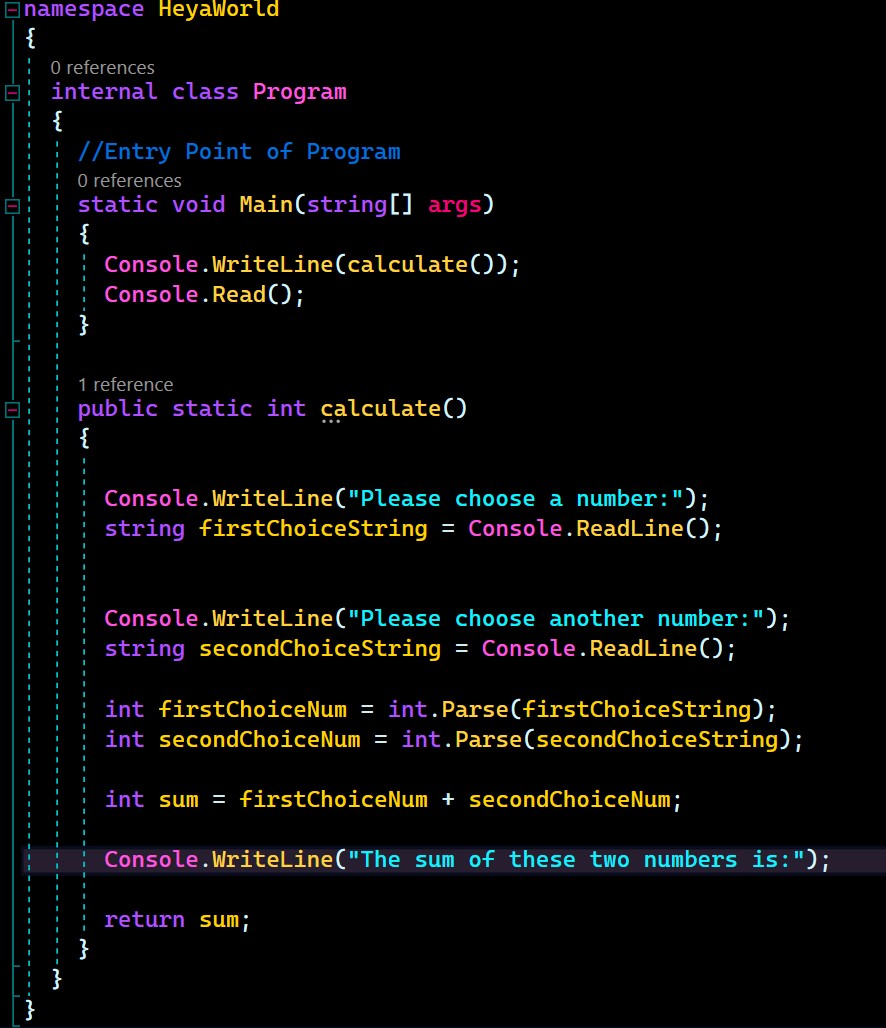 namespace HeyaWorld
{
0 references
internal class Program
{
//Entry Point of Program
0 references
static void Main(string[] args)
{
Console.WriteLine(calculate());
Console.Read();
}
1 reference
public static int calculate()
{
Console.WriteLine("Please choose a number:");
string firstChoiceString = Console.ReadLine();
Console.WriteLine("Please choose another number:");
string secondChoiceString = Console.ReadLine();
int firstChoiceNum = int.Parse(firstChoiceString);
int secondChoiceNum = int.Parse(secondChoiceString);
int sum = firstChoiceNum + secondChoiceNum;
Console.WriteLine("The sum of these two numbers is:");
return sum;
}
}
}